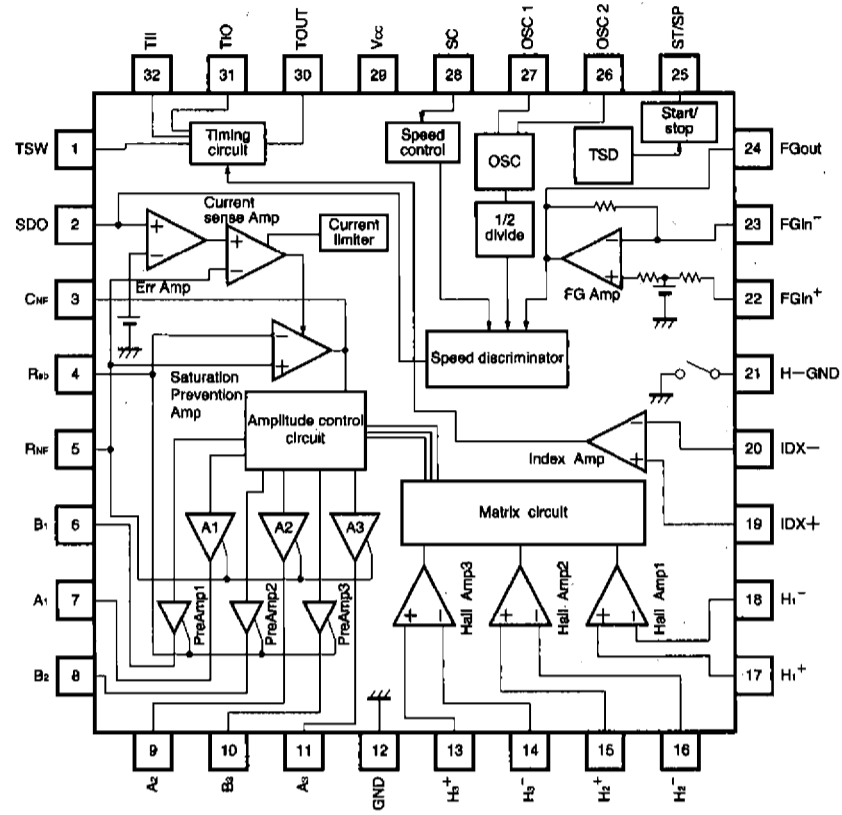 TII
TIO
TOUT
Vcc
SC
OSC 1
OSC 2
ST/SP
32
31
30
29
28
27
26
25
TSW
1
Timing
circuit
Speed
control
OSC
TSD
Start/
stop
24
FGout
SDO
2
Current
sense Amp
Current
limiter
1/2
divide
23
FGIn-
Err Amp
FG Amp
CNF
3
22
FGIn+
Speed discriminator
4
Saturation
Prevention
Amp
21
H-GND
Amplitude control
circuit
RNF
5
Index Amp
20
IDX-
B1
6
A1
A2
A3
Matrix circuit
19
IDX+
A1
7
PreAmp1
PreAmp2
PreAmp3
Hall Amp3
Hall Amp2
Hall Amp1
18
H1-
B2
8
17
H1+
9
10
11
12
13
14
15
16
A2
B3
A3
GND
H3+
H3-
H2+
H2-